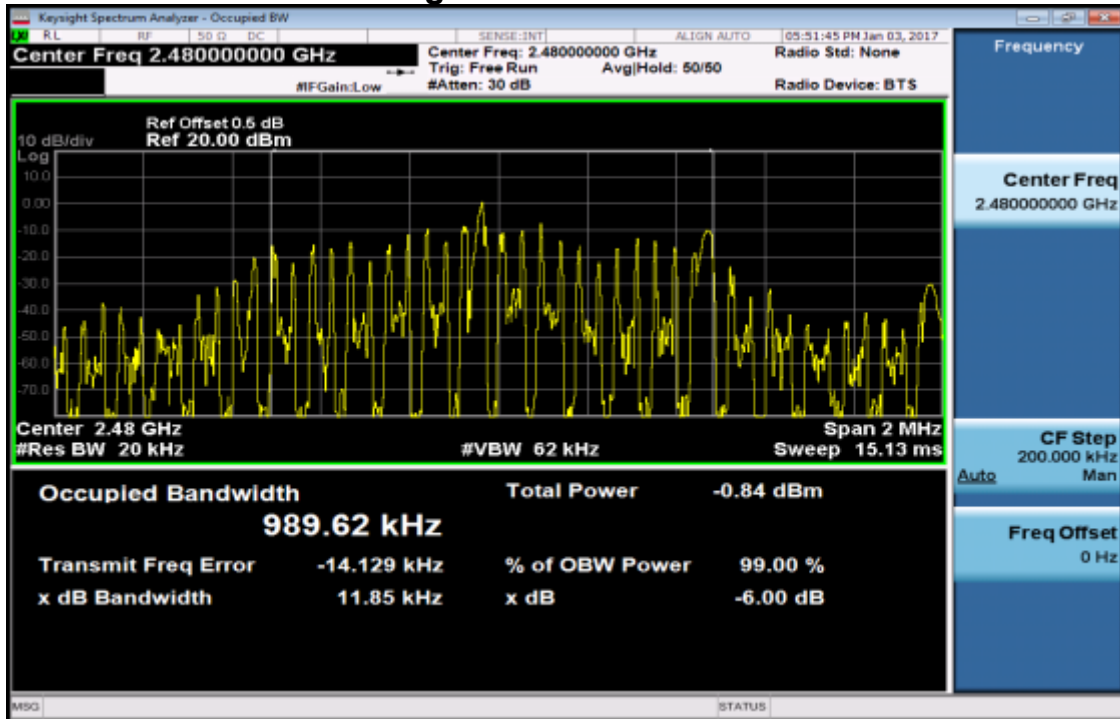 Keysight Spectrum Analyzer - Occupied BW
RL RF 50 Ω DC SENSE:INT ALIGN AUTO 05:51:45 PM Jan 03, 2017
Center Freq 2.480000000 GHz
Center Freq: 2.480000000 GHz Radio Std: None
Trig: Free Run Avg|Hold: 50/50
#IFGain:Low #Atten: 30 dB Radio Device: BTS
Ref Offset 0.5 dB
10 dB/div Ref 20.00 dBm
Log
10.0
0.00
-10.0
-20.0
-30.0
-40.0
-50.0
-60.0
-70.0
Center 2.48 GHz Span 2 MHz
#Res BW 20 kHz #VBW 62 kHz Sweep 15.13 ms
Occupied Bandwidth Total Power -0.84 dBm
989.62 kHz
Transmit Freq Error -14.129 kHz % of OBW Power 99.00 %
x dB Bandwidth 11.85 kHz x dB -6.00 dB
MSG STATUS
Frequency
Center Freq
2.480000000 GHz
CF Step
200.000 kHz
Auto Man
Freq Offset
0 Hz